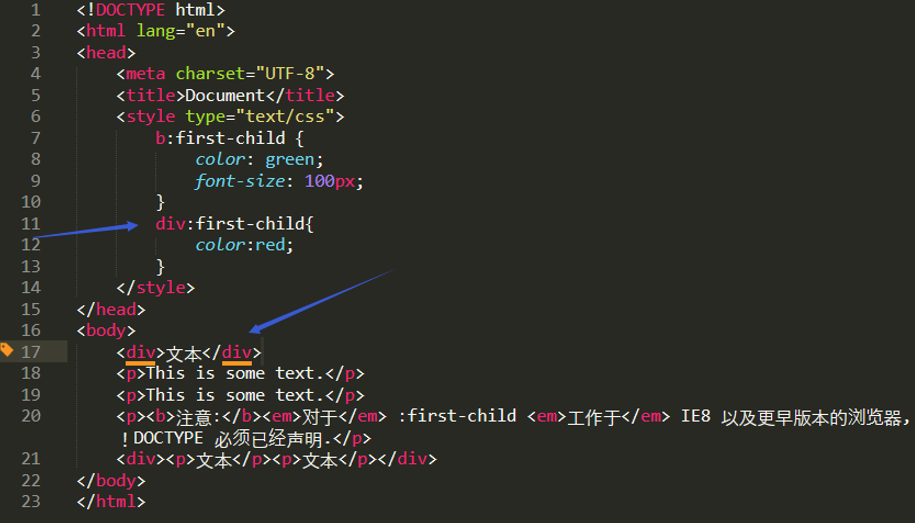 1 <!DOCTYPE html>
2 <html lang="en">
3 <head>
4     <meta charset="UTF-8">
5     <title>Document</title>
6     <style type="text/css">
7         b:first-child {
8             color: green;
9             font-size: 100px;
10         }
11         div:first-child{
12             color:red;
13         }
14     </style>
15 </head>
16 <body>
17     <div>文本</div>
18     <p>This is some text.</p>
19     <p>This is some text.</p>
20     <p><b>注意:</b><em>对于</em> :first-child <em>工作于</em> IE8 以及更早版本的浏览器,
！DOCTYPE 必须已经声明.</p>
21     <div><p>文本</p><p>文本</p></div>
22 </body>
23 </html>